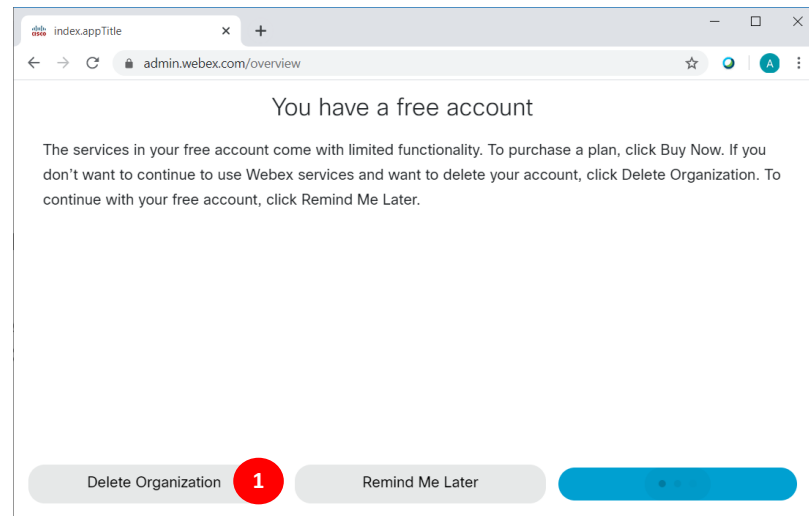 cisco index.appTitle
admin.webex.com/overview
A
You have a free account
The services in your free account come with limited functionality. To purchase a plan, click Buy Now. If you
don't want to continue to use Webex services and want to delete your account, click Delete Organization. To
continue with your free account, click Remind Me Later.
Delete Organization 1 Remind Me Later